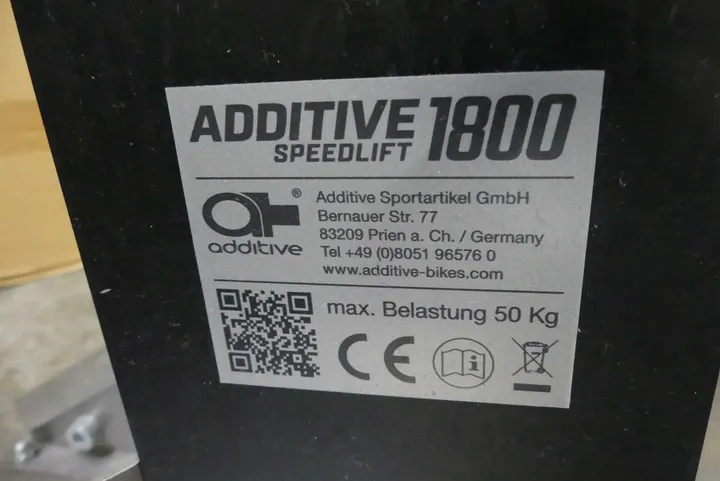 ADDITIVE 1800
SPEEDLIFT
®
additive
Additive Sportartikel GmbH
Bernauer Str. 77
83209 Prien a. Ch. / Germany
Tel +49 (0)8051 96576 0
www.additive-bikes.com
max. Belastung 50 Kg
CE
i